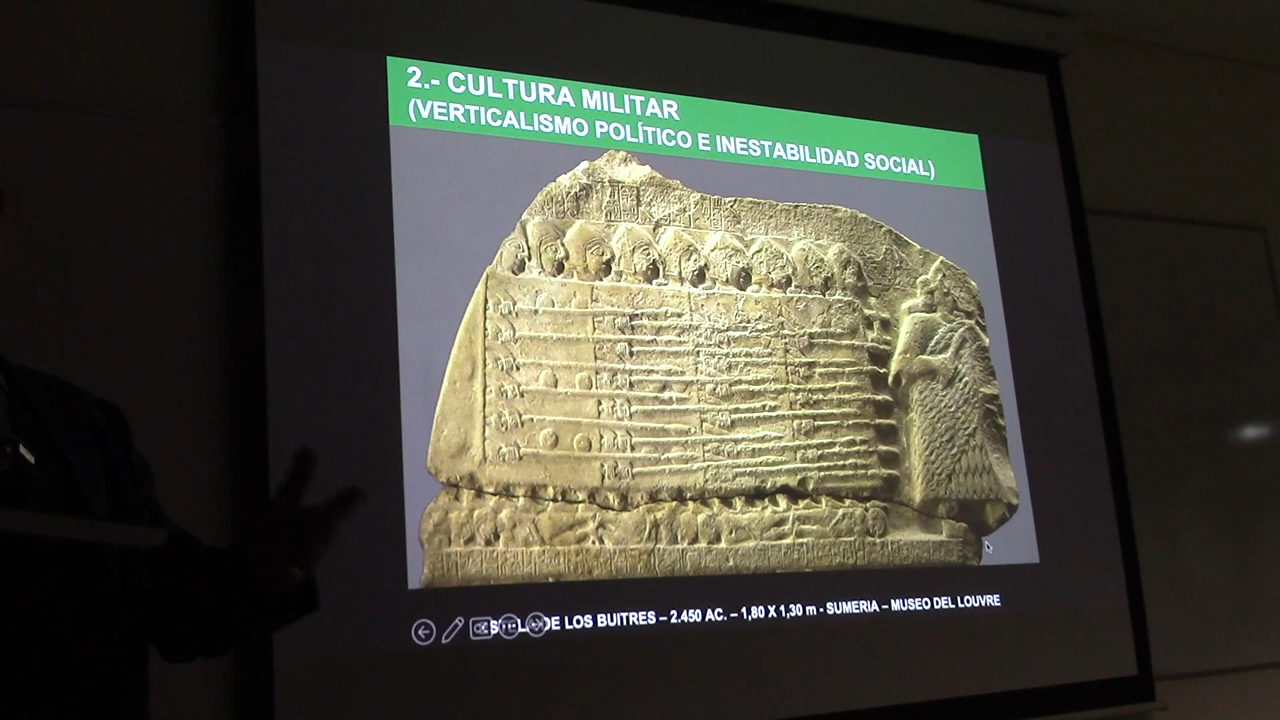 2.- CULTURA MILITAR
(VERTICALISMO POLÍTICO E INESTABILIDAD SOCIAL)
DE LOS BUITRES – 2.450 AC. – 1,80 X 1,30 m - SUMERIA – MUSEO DEL LOUVRE